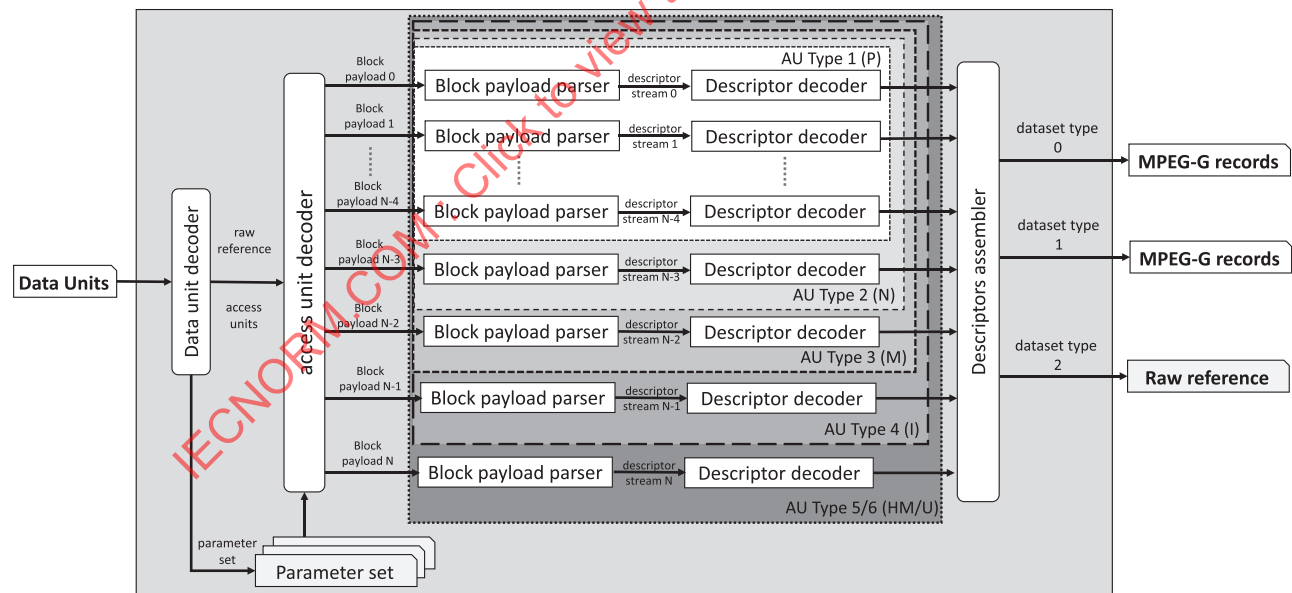 Data Units
Data unit decoder
raw
reference
access
units
parameter
set
Parameter set
access unit decoder
Block
payload 0
Block
payload 1
Block
payload N-4
Block
payload N-3
Block
payload N-2
Block
payload N-1
Block
payload N
AU Type 1 (P)
Block payload parser
descriptor
stream 0
Descriptor decoder
Block payload parser
descriptor
stream 1
Descriptor decoder
Block payload parser
descriptor
stream N-4
Descriptor decoder
Block payload parser
descriptor
stream N-3
Descriptor decoder
AU Type 2 (N)
Block payload parser
descriptor
stream N-2
Descriptor decoder
AU Type 3 (M)
Block payload parser
descriptor
stream N-1
Descriptor decoder
AU Type 4 (I)
Block payload parser
descriptor
stream N
Descriptor decoder
AU Type 5/6 (HM/U)
Descriptors assembler
dataset type
0
MPEG-G records
dataset type
1
MPEG-G records
dataset type
2
Raw reference
IECNORM.COM : Click to view